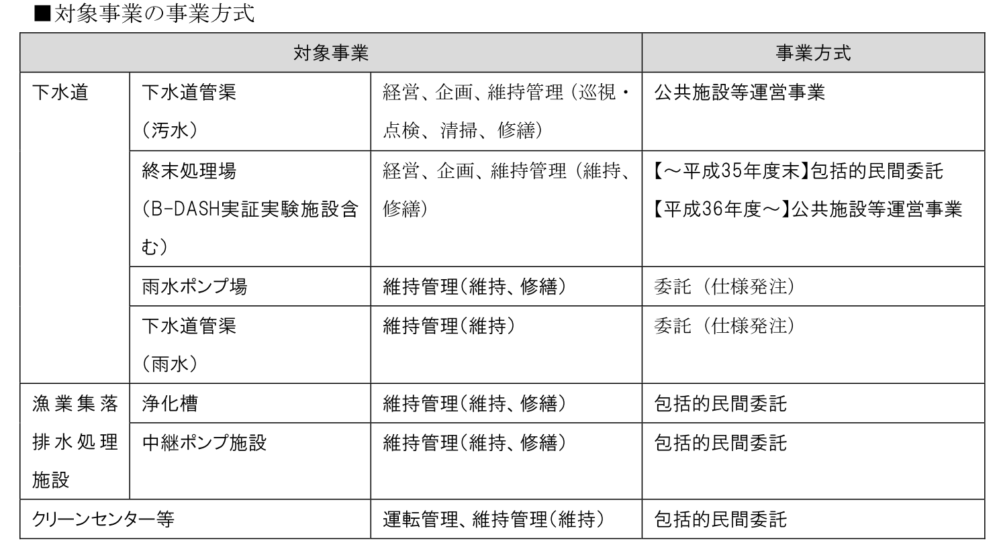 ■対象事業の事業方式
対象事業
事業方式
下水道
下水道管渠
（汚水）
経営、企画、維持管理（巡視・
点検、清掃、修繕）
公共施設等運営事業
終末処理場
（B-DASH実証実験施設含
む）
経営、企画、維持管理（維持、
修繕）
【～平成35年度末】包括的民間委託
【平成36年度～】公共施設等運営事業
雨水ポンプ場
維持管理（維持、修繕）
委託（仕様発注）
下水道管渠
（雨水）
維持管理（維持）
委託（仕様発注）
漁業集落
排水処理
施設
浄化槽
維持管理（維持、修繕）
包括的民間委託
中継ポンプ施設
維持管理（維持、修繕）
包括的民間委託
クリーンセンター等
運転管理、維持管理（維持）
包括的民間委託